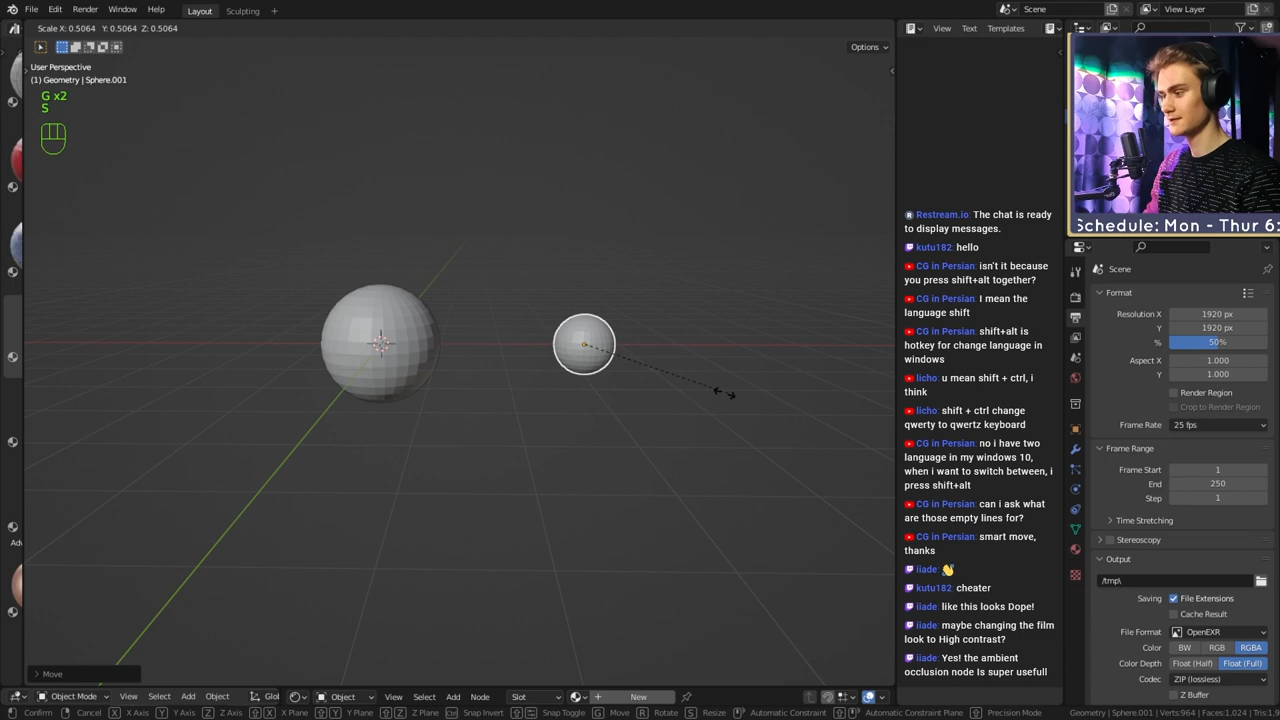 File Edit Render Window Help Layout Sculpting Scene View Layer
Scale X: 0.5064 Y: 0.5064 Z: 0.5064
View Text Templates
Options
User Perspective
(1) Geometry | Sphere.001
G x2
S
Schedule: Mon - Thur 6:
Restream.io: The chat is ready
to display messages.
kutu182: hello
CG in Persian: isn't it because
you press shift+alt together?
CG in Persian: I mean the
language shift
CG in Persian: shift+alt is
hotkey for change language in
windows
licho: u mean shift + ctrl, i
think
licho: shift + ctrl change
qwerty to qwertz keyboard
CG in Persian: no i have two
language in my windows 10,
when i want to switch between, i
press shift+alt
CG in Persian: can i ask what
are those empty lines for?
CG in Persian: smart move,
thanks
iiade: 👋
kutu182: cheater
iiade: like this looks Dope!
iiade: maybe changing the film
look to High contrast?
iiade: Yes! the ambient
occlusion node Is super usefull
Scene
Format
Resolution X 1920 px
Y 1920 px
% 50%
Aspect X 1.000
Y 1.000
Render Region
Crop to Render Region
Frame Rate 25 fps
Frame Range
Frame Start 1
End 250
Step 1
Time Stretching
Stereoscopy
Output
/tmp\
Saving File Extensions
Cache Result
File Format OpenEXR
Color BW RGB RGBA
Color Depth Float (Half) Float (Full)
Codec ZIP (lossless)
Z Buffer
Adv
Move
Object Mode View Select Add Object Glol Object View Select Add Node Slot New
Confirm Cancel X X Axis Y Y Axis Z Z Axis X X Plane Y Y Plane Z Z Plane Snap Invert Snap Toggle G Move R Rotate S Resize Automatic Constraint Automatic Constraint Plane Precision Mode Geometry | Sphere.001 | Verts:964 | Faces:1,024 | Tris:1,9